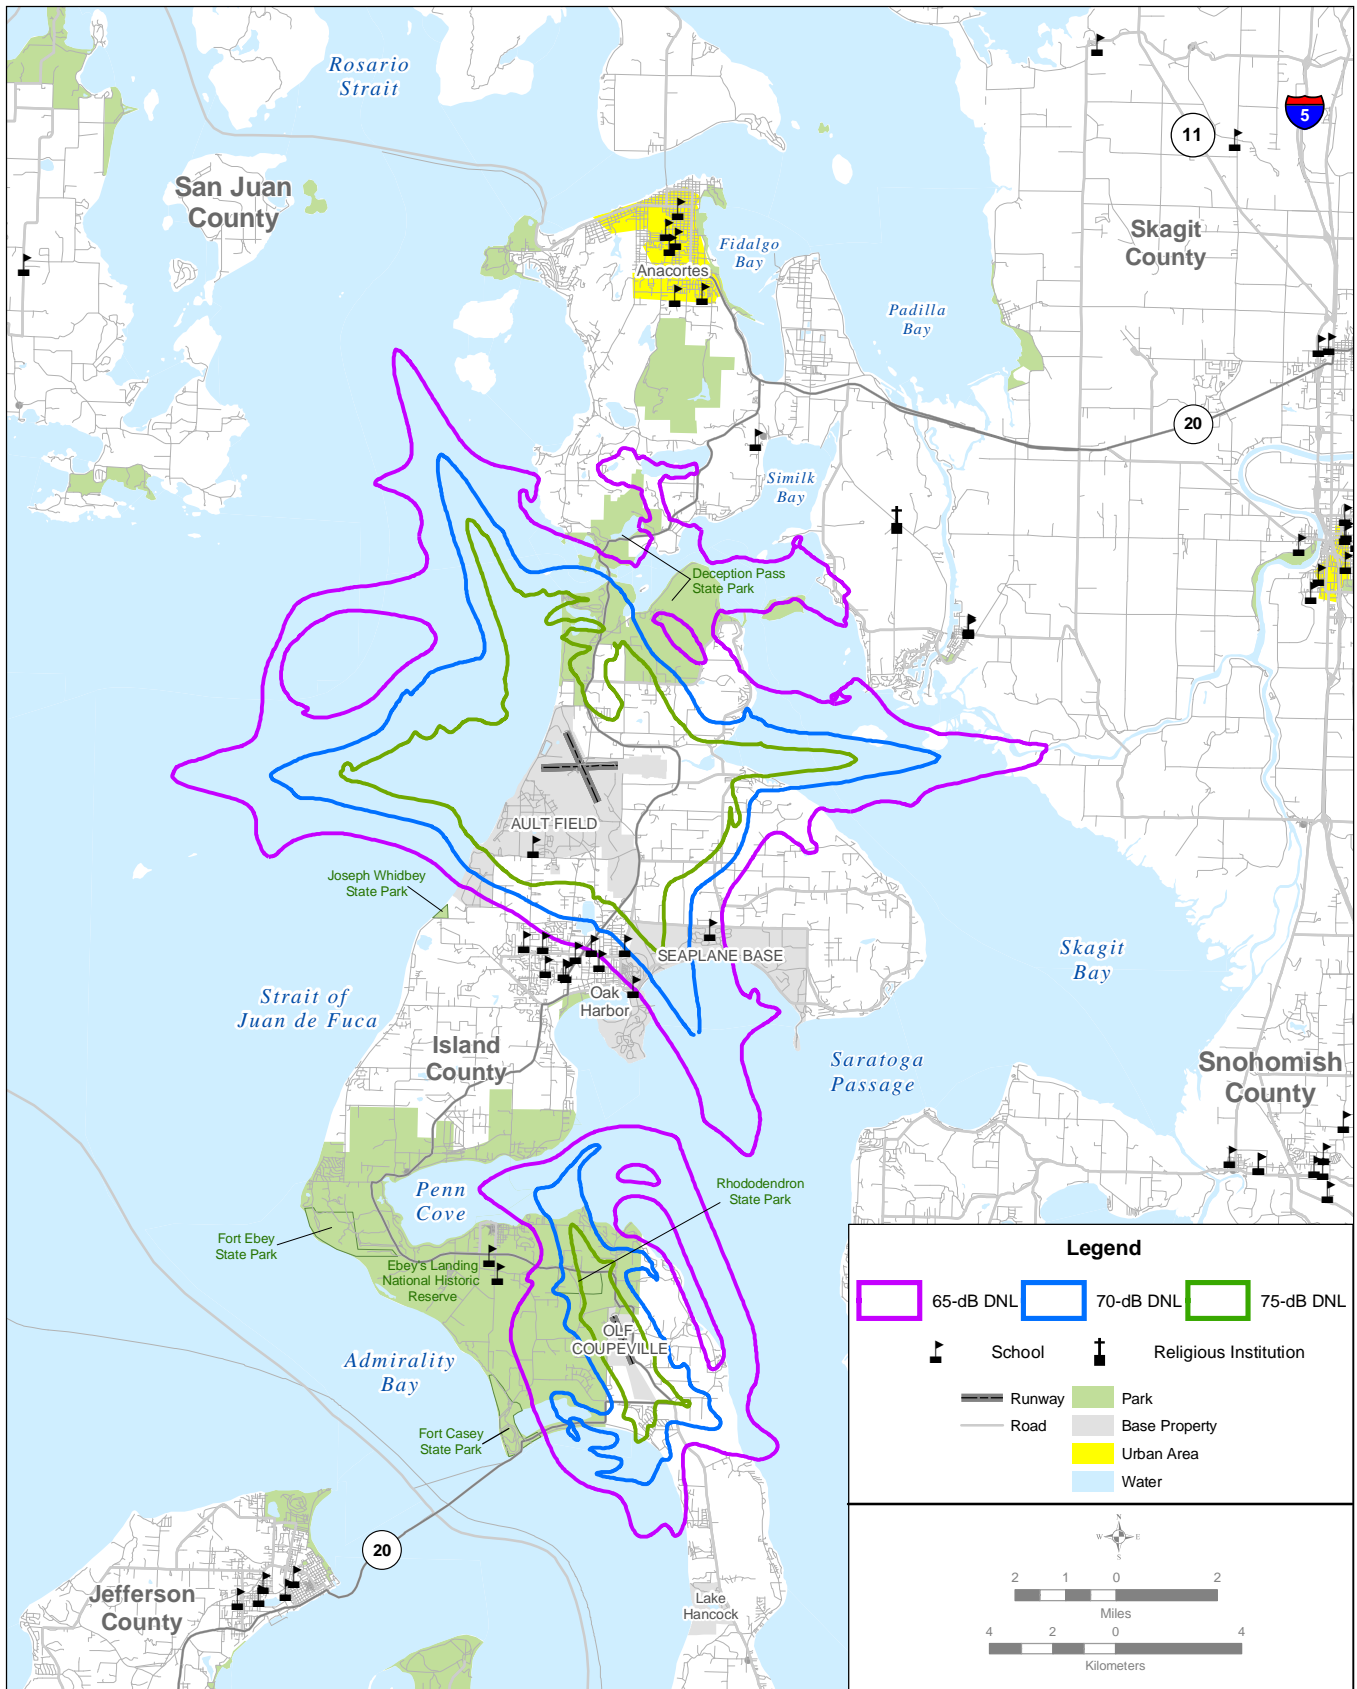 Rosario
Strait
5
11
San Juan
County
Skagit
County
Fidalgo
Bay
Anacortes
Padilla
Bay
20
Similk
Bay
Deception Pass
State Park
AULT FIELD
Joseph Whidbey
State Park
SEAPLANE BASE
Skagit
Bay
Oak
Harbor
Strait of
Juan de Fuca
Island
County
Saratoga
Passage
Snohomish
County
Penn
Cove
Rhododendron
State Park
Fort Ebey
State Park
Ebey's Landing
National Historic
Reserve
OLF
COUPEVILLE
Admirality
Bay
Fort Casey
State Park
20
Jefferson
County
Lake
Hancock
Legend
65-dB DNL
70-dB DNL
75-dB DNL
School
Religious Institution
Runway
Park
Road
Base Property
Urban Area
Water
N
W
E
S
2 1 0 2
Miles
4 2 0 4
Kilometers